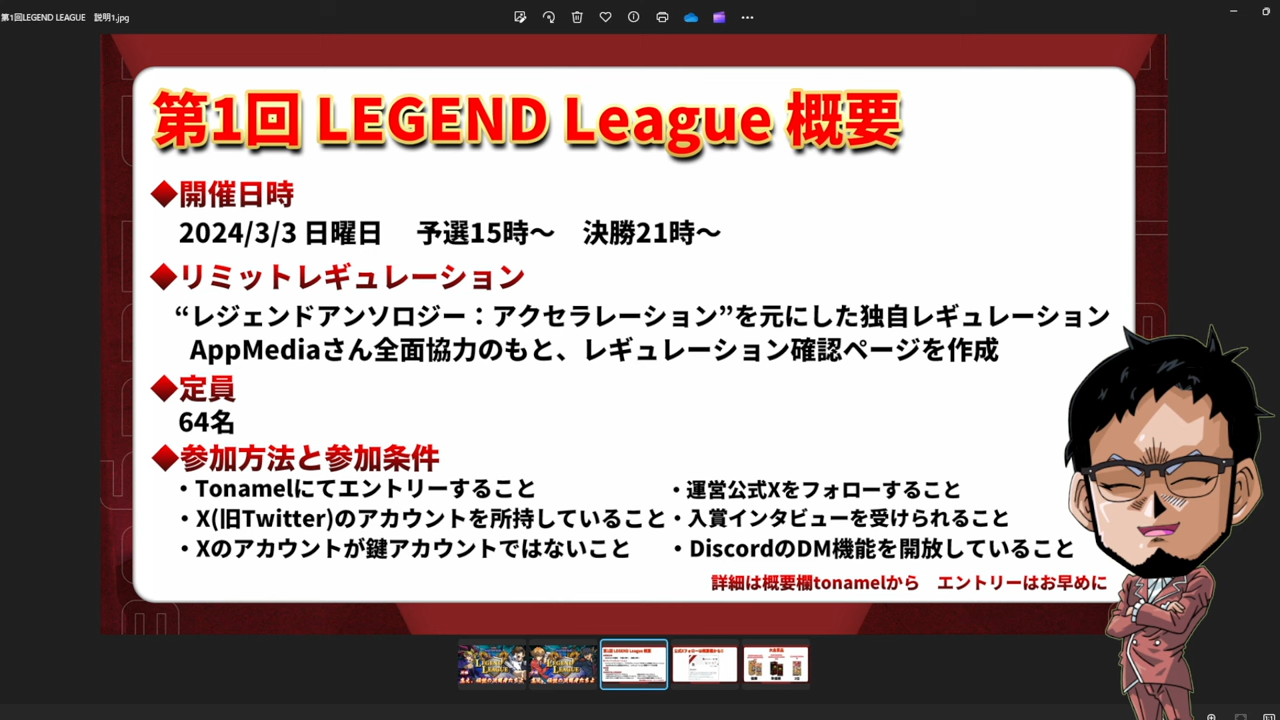 第1回LEGEND LEAGUE　説明1.jpg
第1回 LEGEND League 概要
◆開催日時
2024/3/3 日曜日　予選15時～　決勝21時～
◆リミットレギュレーション
“レジェンドアンソロジー：アクセラレーション”を元にした独自レギュレーション
AppMediaさん全面協力のもと、レギュレーション確認ページを作成
◆定員
64名
◆参加方法と参加条件
・Tonamelにてエントリーすること
・X(旧Twitter)のアカウントを所持していること
・Xのアカウントが鍵アカウントではないこと
・運営公式Xをフォローすること
・入賞インタビューを受けられること
・DiscordのDM機能を開放していること
詳細は概要欄tonamelから　エントリーはお早めに
LEGEND LEAGUE
LEGEND LEAGUE
第1回 LEGEND League 概要